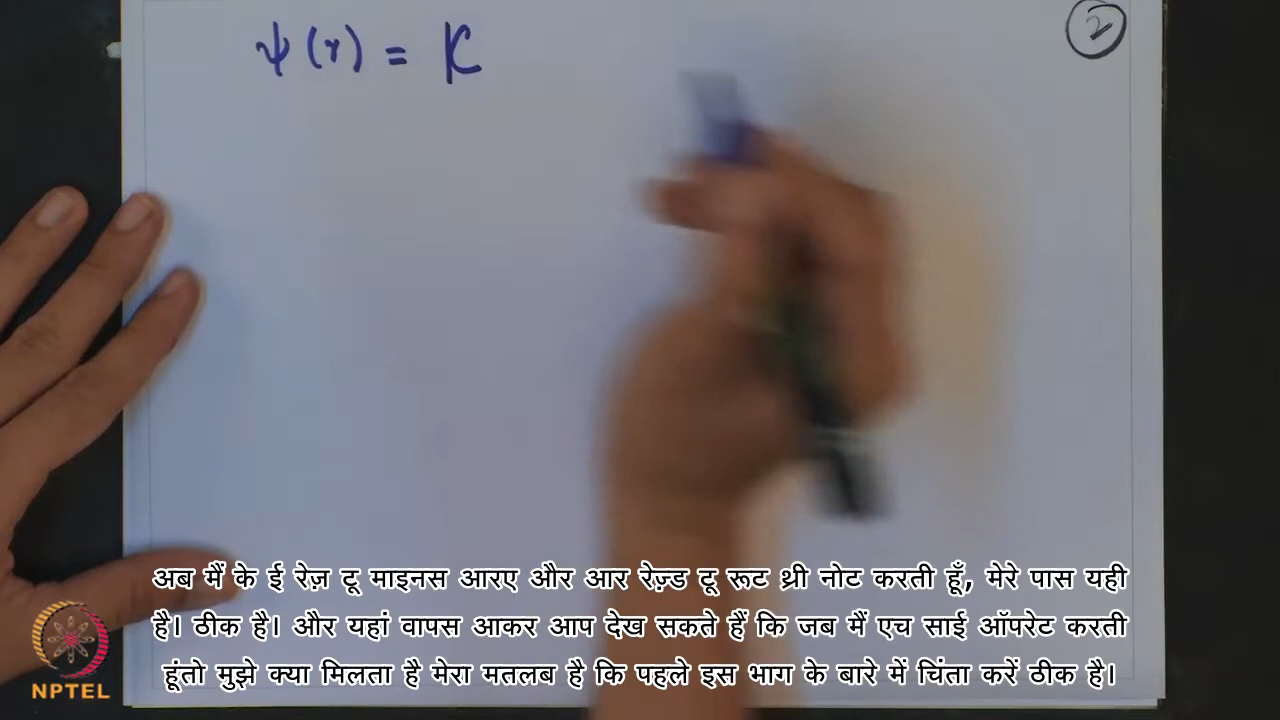 ψ(r) = K
2
अब मैं के ई रेज़ टू माइनस आरए और आर रेज़्ड टू रूट थ्री नोट करती हूँ, मेरे पास यही
है। ठीक है। और यहां वापस आकर आप देख सकते हैं कि जब मैं एच साई ऑपरेट करती
हूंतो मुझे क्या मिलता है मेरा मतलब है कि पहले इस भाग के बारे में चिंता करें ठीक है।
NPTEL